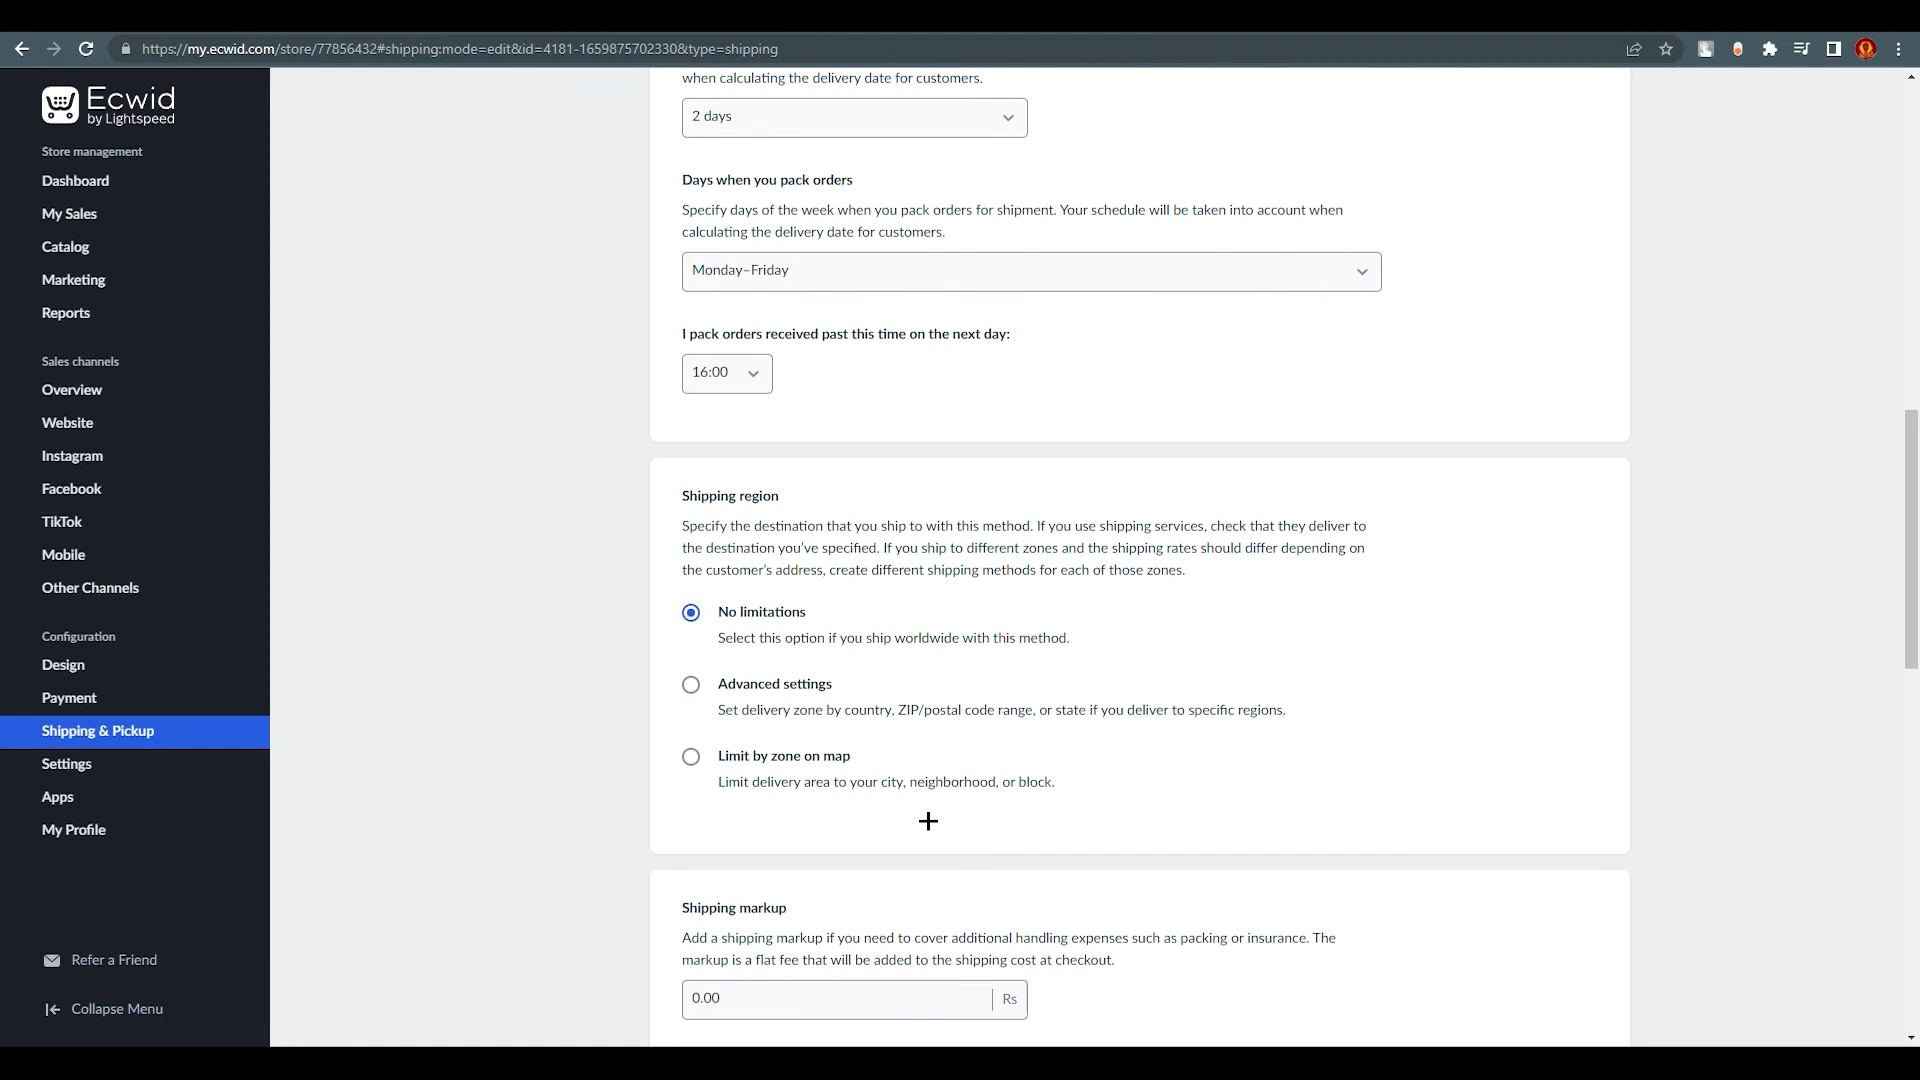 https://my.ecwid.com/store/77856432#shipping:mode=edit&id=4181-1659875702330&type=shipping
Ecwid
by Lightspeed
Store management
Dashboard
My Sales
Catalog
Marketing
Reports
Sales channels
Overview
Website
Instagram
Facebook
TikTok
Mobile
Other Channels
Configuration
Design
Payment
Shipping & Pickup
Settings
Apps
My Profile
Refer a Friend
Collapse Menu
when calculating the delivery date for customers.
2 days
Days when you pack orders
Specify days of the week when you pack orders for shipment. Your schedule will be taken into account when
calculating the delivery date for customers.
Monday–Friday
I pack orders received past this time on the next day:
16:00
Shipping region
Specify the destination that you ship to with this method. If you use shipping services, check that they deliver to
the destination you've specified. If you ship to different zones and the shipping rates should differ depending on
the customer's address, create different shipping methods for each of those zones.
No limitations
Select this option if you ship worldwide with this method.
Advanced settings
Set delivery zone by country, ZIP/postal code range, or state if you deliver to specific regions.
Limit by zone on map
Limit delivery area to your city, neighborhood, or block.
Shipping markup
Add a shipping markup if you need to cover additional handling expenses such as packing or insurance. The
markup is a flat fee that will be added to the shipping cost at checkout.
0.00 Rs